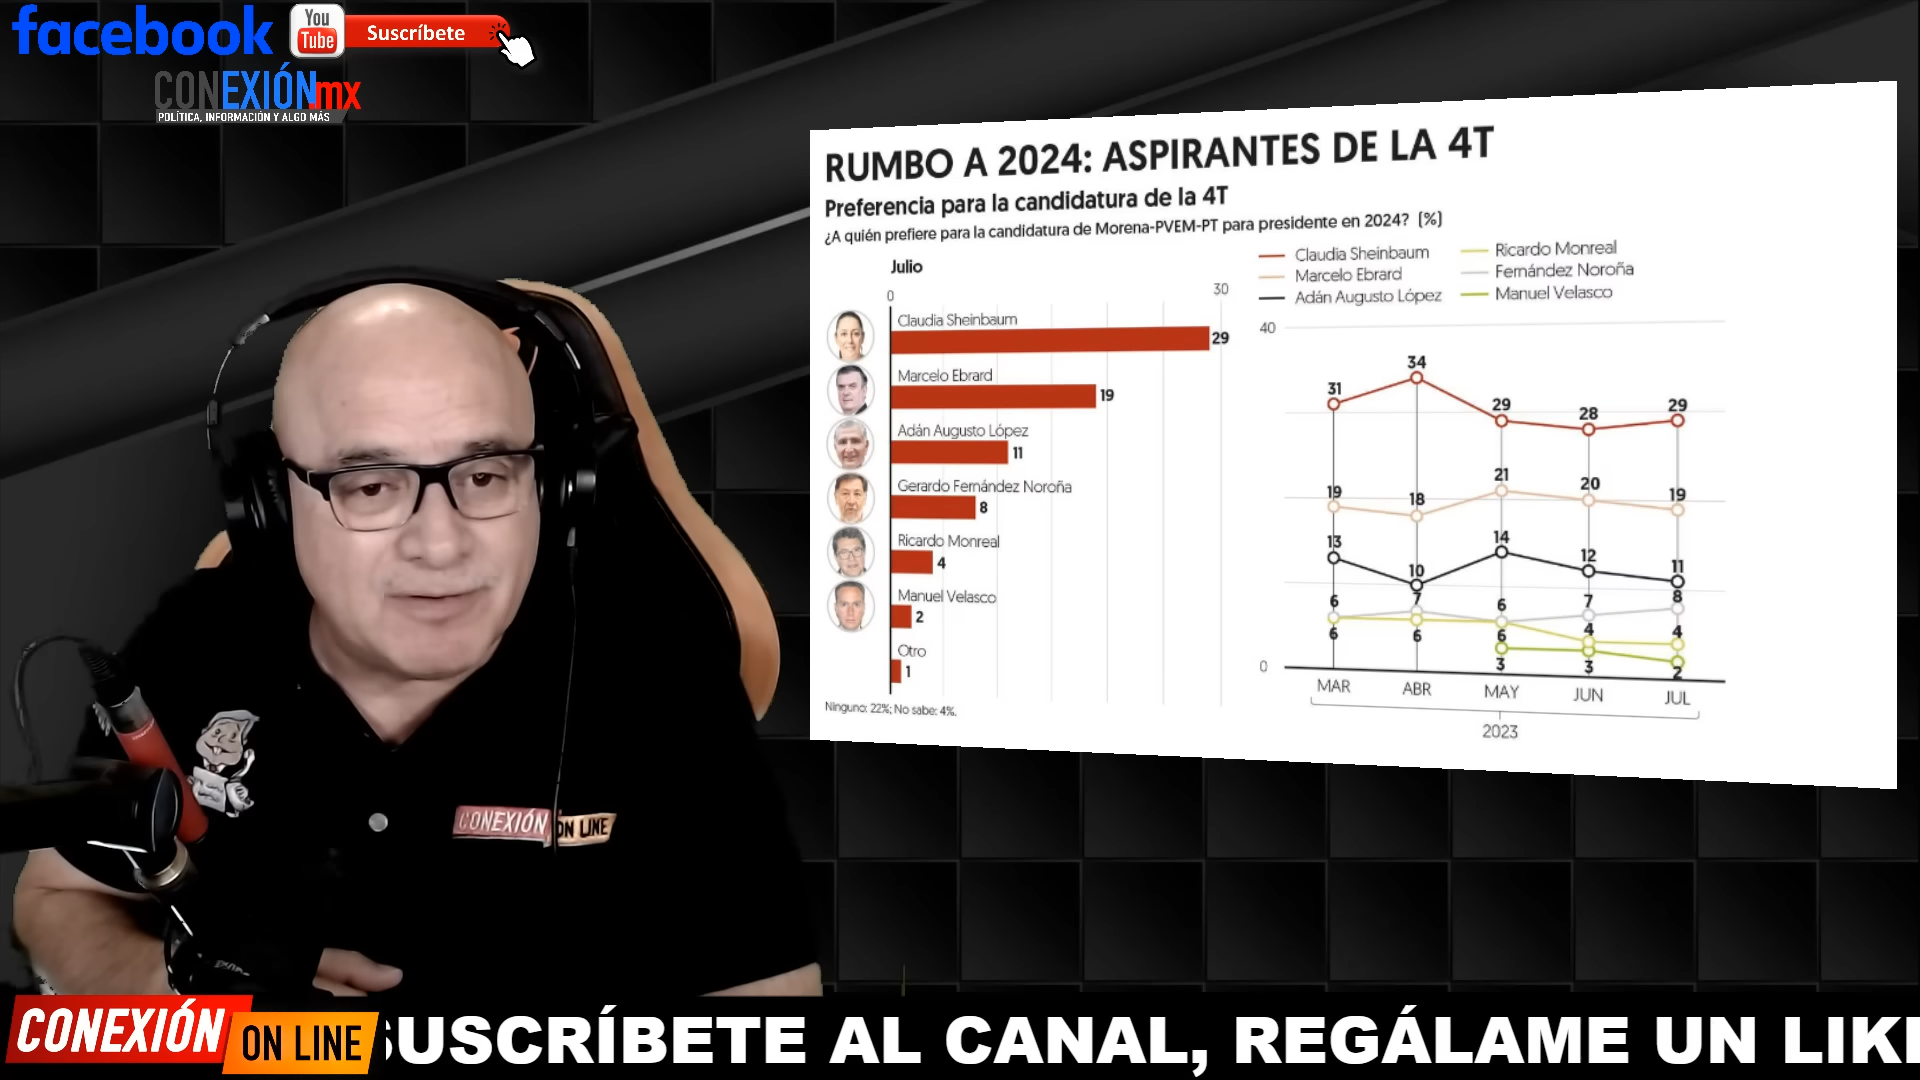 facebook
You
Tube
Suscríbete
CONEXIÓN.mx
POLÍTICA, INFORMACIÓN Y ALGO MÁS
RUMBO A 2024: ASPIRANTES DE LA 4T
Preferencia para la candidatura de la 4T
¿A quién prefiere para la candidatura de Morena-PVEM-PT para presidente en 2024? (%)
Julio
0 30
Claudia Sheinbaum
29
Marcelo Ebrard
19
Adán Augusto López
11
Gerardo Fernández Noroña
8
Ricardo Monreal
4
Manuel Velasco
2
Otro
1
Ninguno: 22%; No sabe: 4%.
Claudia Sheinbaum Ricardo Monreal
Marcelo Ebrard Fernández Noroña
Adán Augusto López Manuel Velasco
40
31 34 29 28 29
19 18 21 20 19
13 10 14 12 11
6 7 6 7 8
6 6 6 4 4
3 3 2
0
MAR ABR MAY JUN JUL
2023
CONEXIÓN ON LINE
CONEXIÓN
ON LINE
SUSCRÍBETE AL CANAL, REGÁLAME UN LIKE